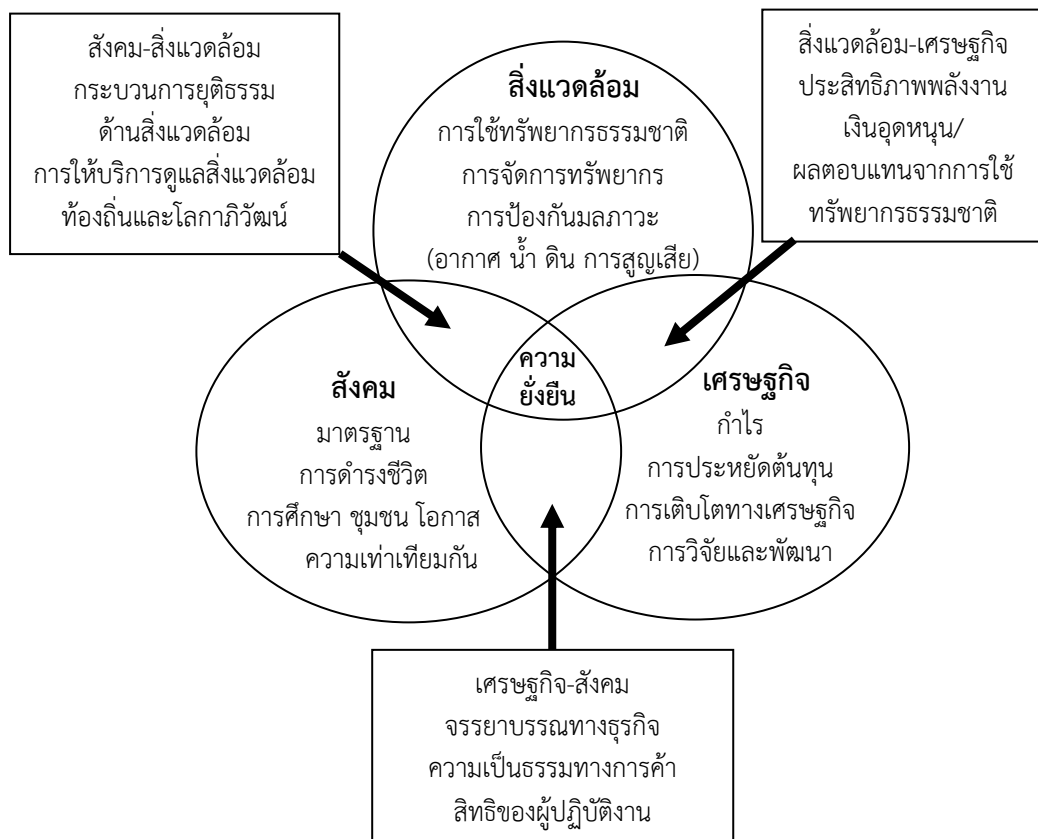 สังคม-สิ่งแวดล้อม
กระบวนการยุติธรรม
ด้านสิ่งแวดล้อม
การให้บริการดูแลสิ่งแวดล้อม
ท้องถิ่นและโลกาภิวัฒน์
สิ่งแวดล้อม
การใช้ทรัพยากรธรรมชาติ
การจัดการทรัพยากร
การป้องกันมลภาวะ
(อากาศ น้ำ ดิน การสูญเสีย)
สิ่งแวดล้อม-เศรษฐกิจ
ประสิทธิภาพพลังงาน
เงินอุดหนุน/
ผลตอบแทนจากการใช้
ทรัพยากรธรรมชาติ
ความ
ยั่งยืน
สังคม
มาตรฐาน
การดำรงชีวิต
การศึกษา ชุมชน โอกาส
ความเท่าเทียมกัน
เศรษฐกิจ
กำไร
การประหยัดต้นทุน
การเติบโตทางเศรษฐกิจ
การวิจัยและพัฒนา
เศรษฐกิจ-สังคม
จรรยาบรรณทางธุรกิจ
ความเป็นธรรมทางการค้า
สิทธิของผู้ปฏิบัติงาน